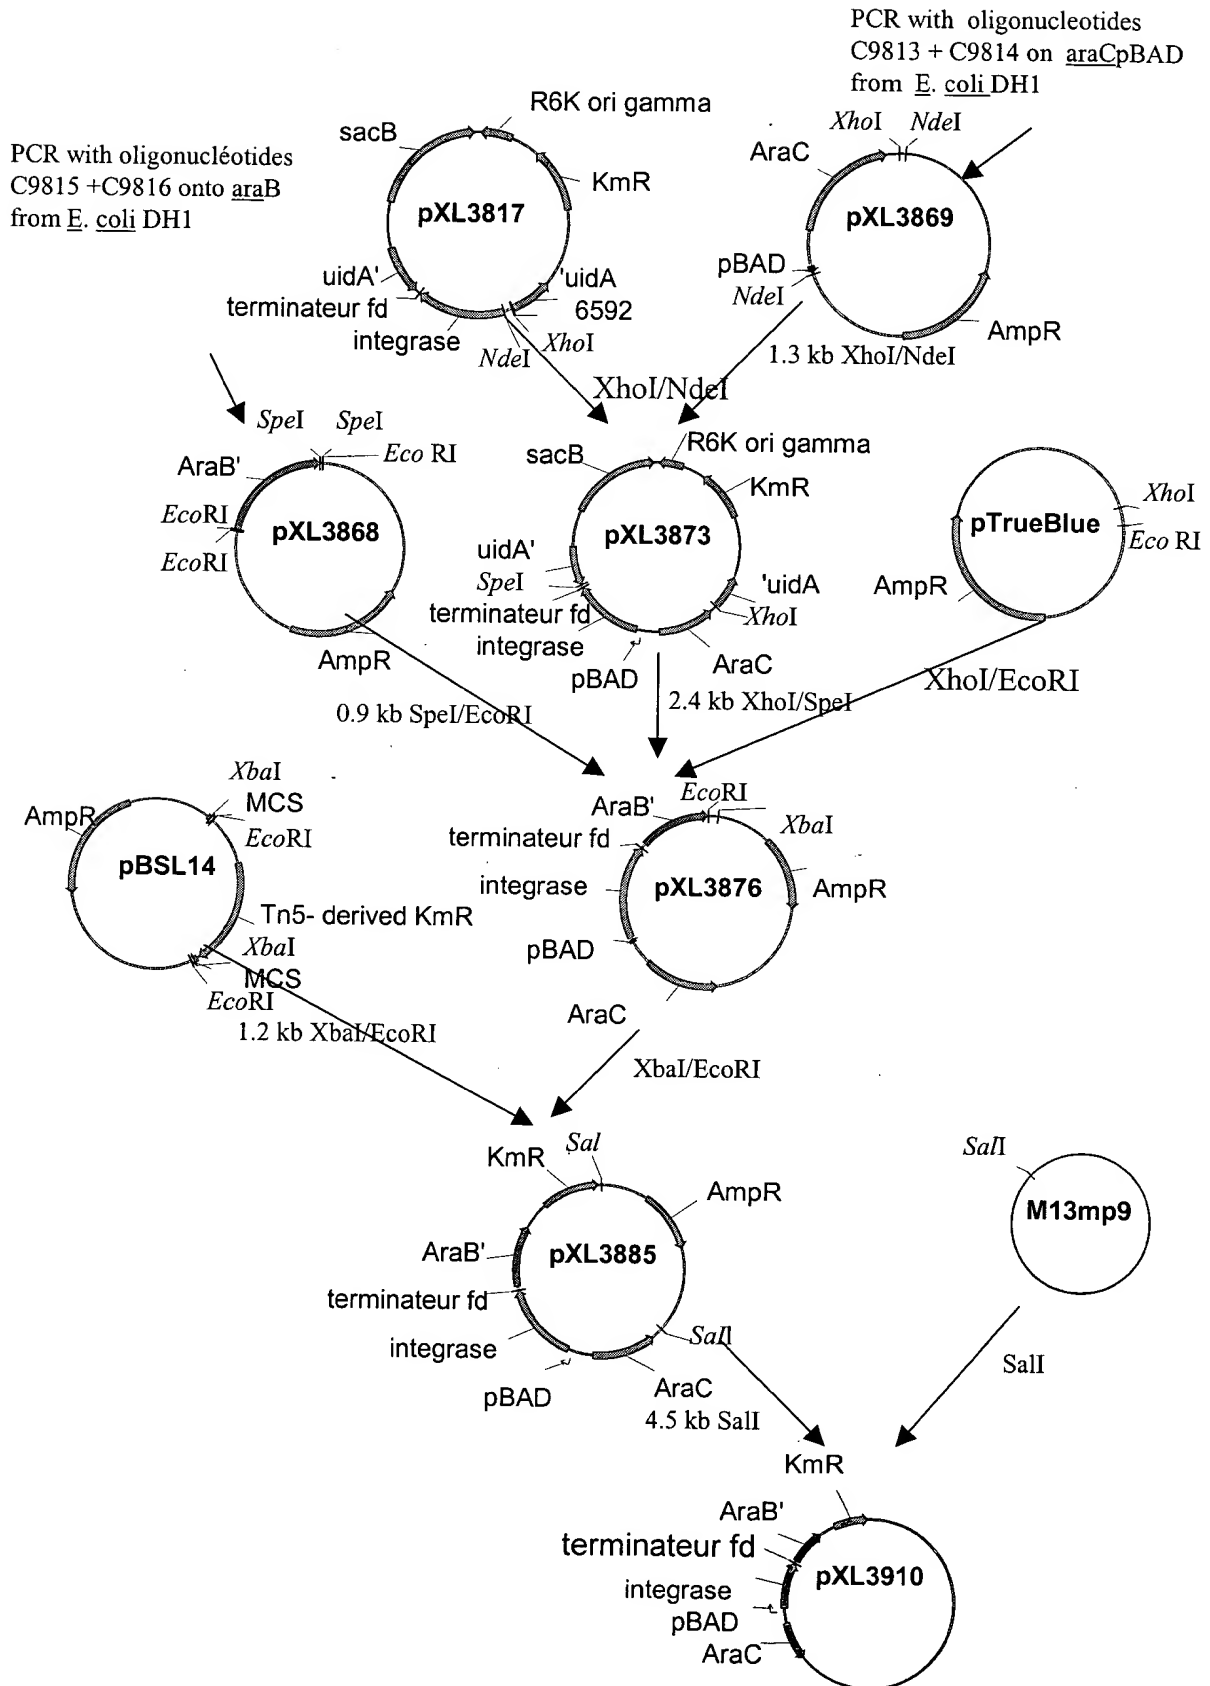 PCR with oligonucleotides
C9813 + C9814 on araCpBAD
from E. coli DH1
PCR with oligonucléotides
C9815 +C9816 onto araB
from E. coli DH1
R6K ori gamma
sacB
KmR
pXL3817
uidA'
terminateur fd
integrase
'uidA
6592
XhoI
NdeI
XhoI
NdeI
AraC
pXL3869
pBAD
NdeI
AmpR
1.3 kb XhoI/NdeI
XhoI/NdeI
SpeI
SpeI
Eco RI
AraB'
EcoRI
EcoRI
pXL3868
AmpR
0.9 kb SpeI/EcoRI
R6K ori gamma
sacB
KmR
pXL3873
uidA'
SpeI
terminateur fd
integrase
'uidA
XhoI
pBAD
AraC
2.4 kb XhoI/SpeI
XhoI
pTrueBlue
Eco RI
AmpR
XhoI/EcoRI
XbaI
MCS
EcoRI
AmpR
pBSL14
Tn5- derived KmR
XbaI
MCS
EcoRI
1.2 kb XbaI/EcoRI
AraB'
EcoRI
XbaI
terminateur fd
integrase
pXL3876
AmpR
pBAD
AraC
XbaI/EcoRI
KmR
Sal
AmpR
AraB'
pXL3885
terminateur fd
integrase
SalI
pBAD
AraC
4.5 kb SalI
SalI
M13mp9
SalI
KmR
AraB'
terminateur fd
integrase
pXL3910
pBAD
AraC